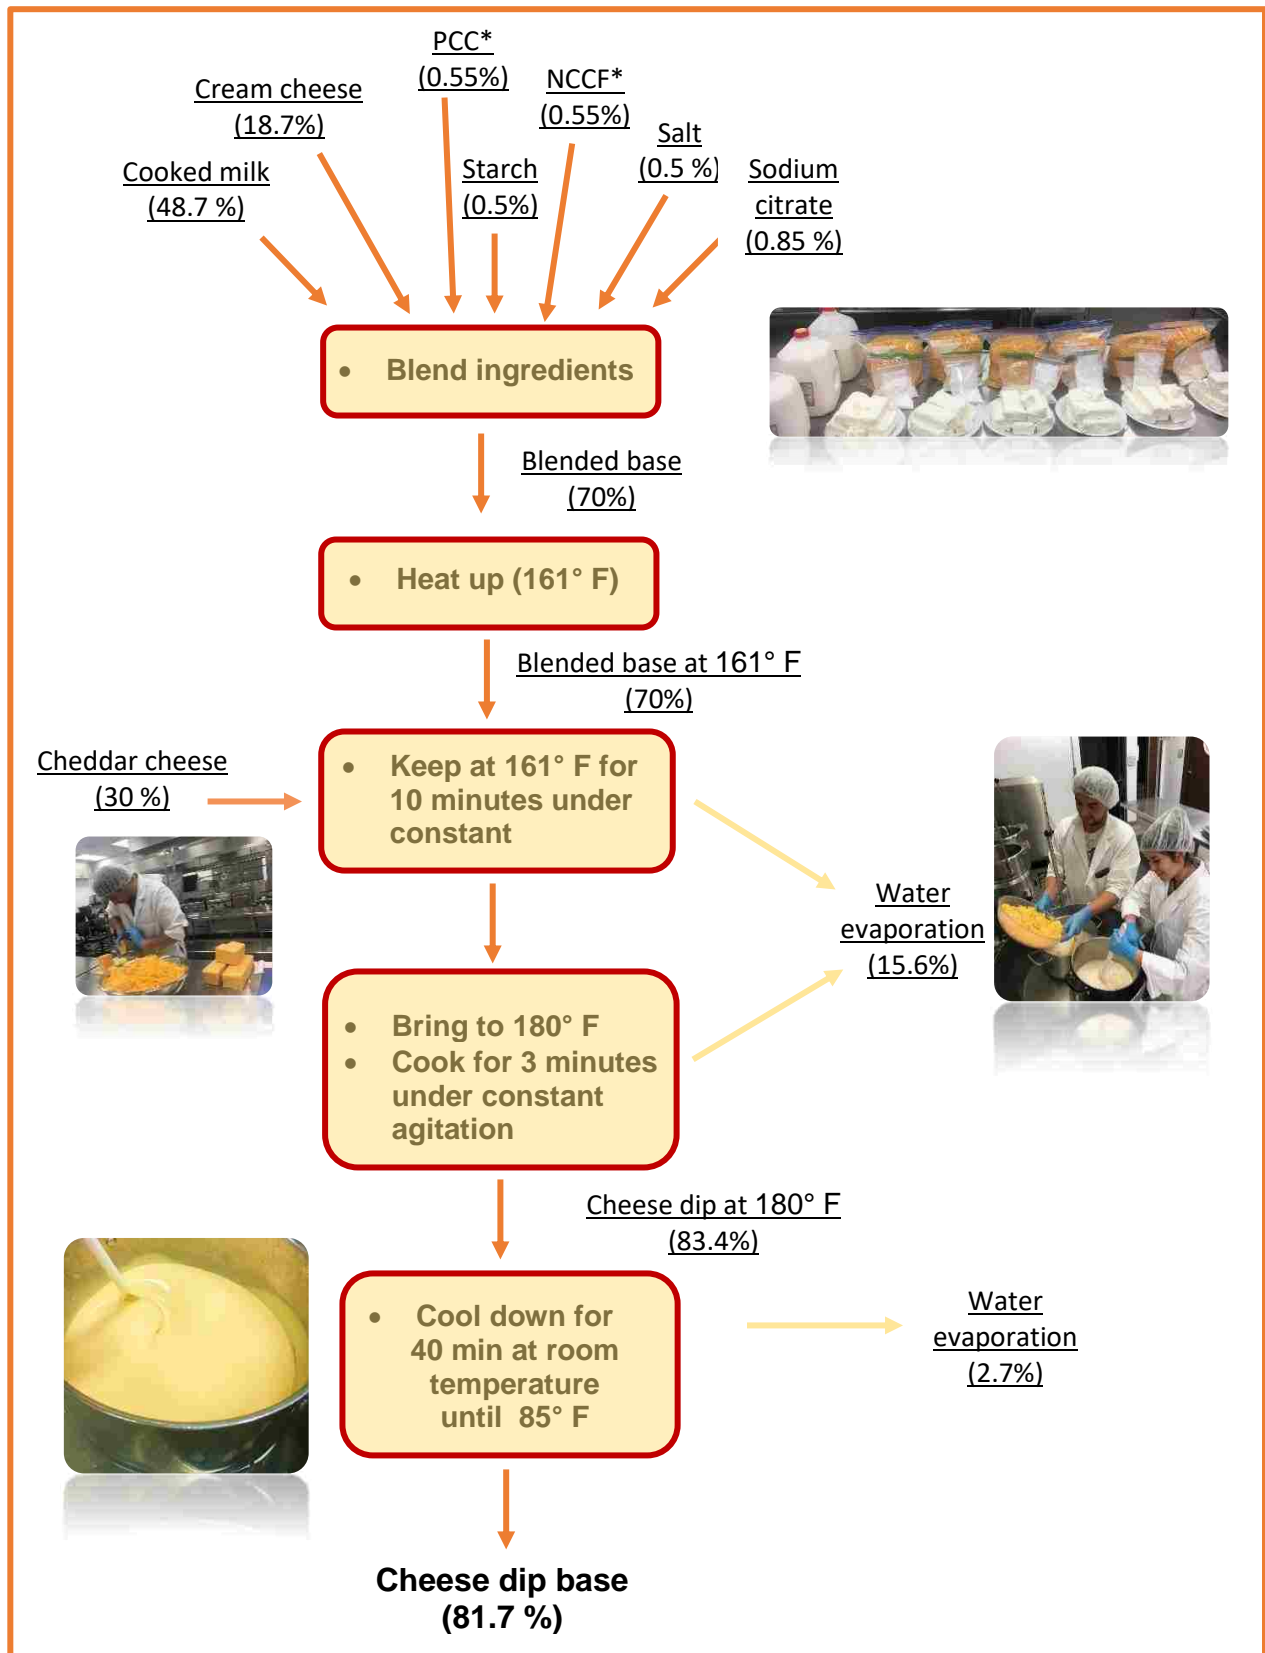 PCC*
(0.55%)
Cream cheese
(18.7%)
NCCF*
(0.55%)
Cooked milk
(48.7 %)
Starch
(0.5%)
Salt
(0.5 %)
Sodium
citrate
(0.85 %)
• Blend ingredients
Blended base
(70%)
• Heat up (161° F)
Blended base at 161° F
(70%)
Cheddar cheese
(30 %)
• Keep at 161° F for
10 minutes under
constant
Water
evaporation
(15.6%)
• Bring to 180° F
• Cook for 3 minutes
under constant
agitation
Cheese dip at 180° F
(83.4%)
• Cool down for
40 min at room
temperature
until 85° F
Water
evaporation
(2.7%)
Cheese dip base
(81.7 %)